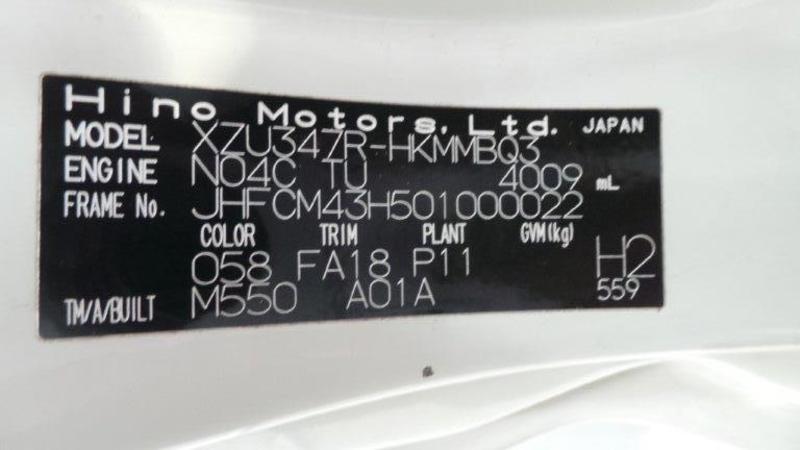 Hino Motors, Ltd. JAPAN
MODEL XZU347R-HKMMBQ3
ENGINE N04C TU 4009 mL
FRAME No. JHFCM43H501000022
COLOR TRIM PLANT GVM(kg)
058 FA18 P11 H2
TM/A/BUILT M550 A01A 559